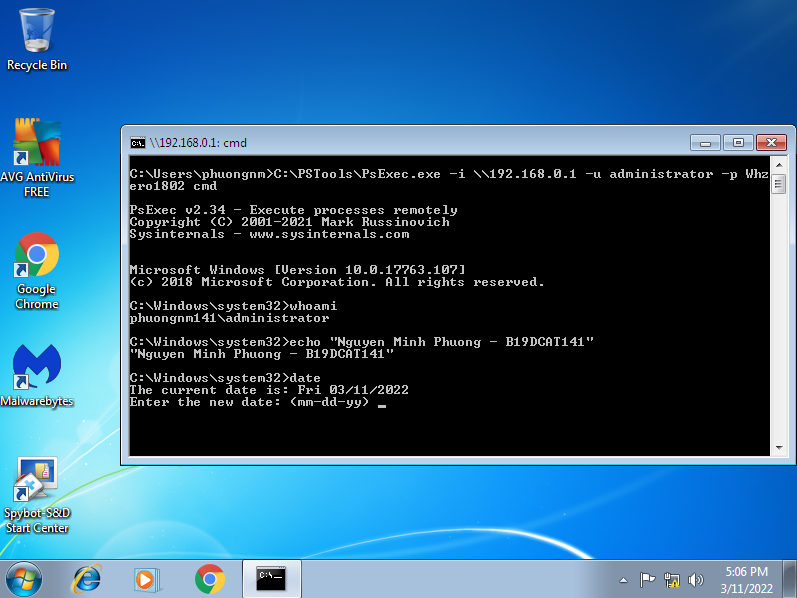 Recycle Bin
AVG AntiVirus
FREE
Google
Chrome
Malwarebytes
Spybot-S&D
Start Center
\\192.168.0.1: cmd
C:\Users\phuongnm>C:\PSTools\PsExec.exe -i \\192.168.0.1 -u administrator -p Whz
ero1802 cmd
PsExec v2.34 - Execute processes remotely
Copyright (C) 2001-2021 Mark Russinovich
Sysinternals - www.sysinternals.com
Microsoft Windows [Version 10.0.17763.107]
(c) 2018 Microsoft Corporation. All rights reserved.
C:\Windows\system32>whoami
phuongnm141\administrator
C:\Windows\system32>echo "Nguyen Minh Phuong - B19DCAT141"
"Nguyen Minh Phuong - B19DCAT141"
C:\Windows\system32>date
The current date is: Fri 03/11/2022
Enter the new date: (mm-dd-yy) _
5:06 PM
3/11/2022